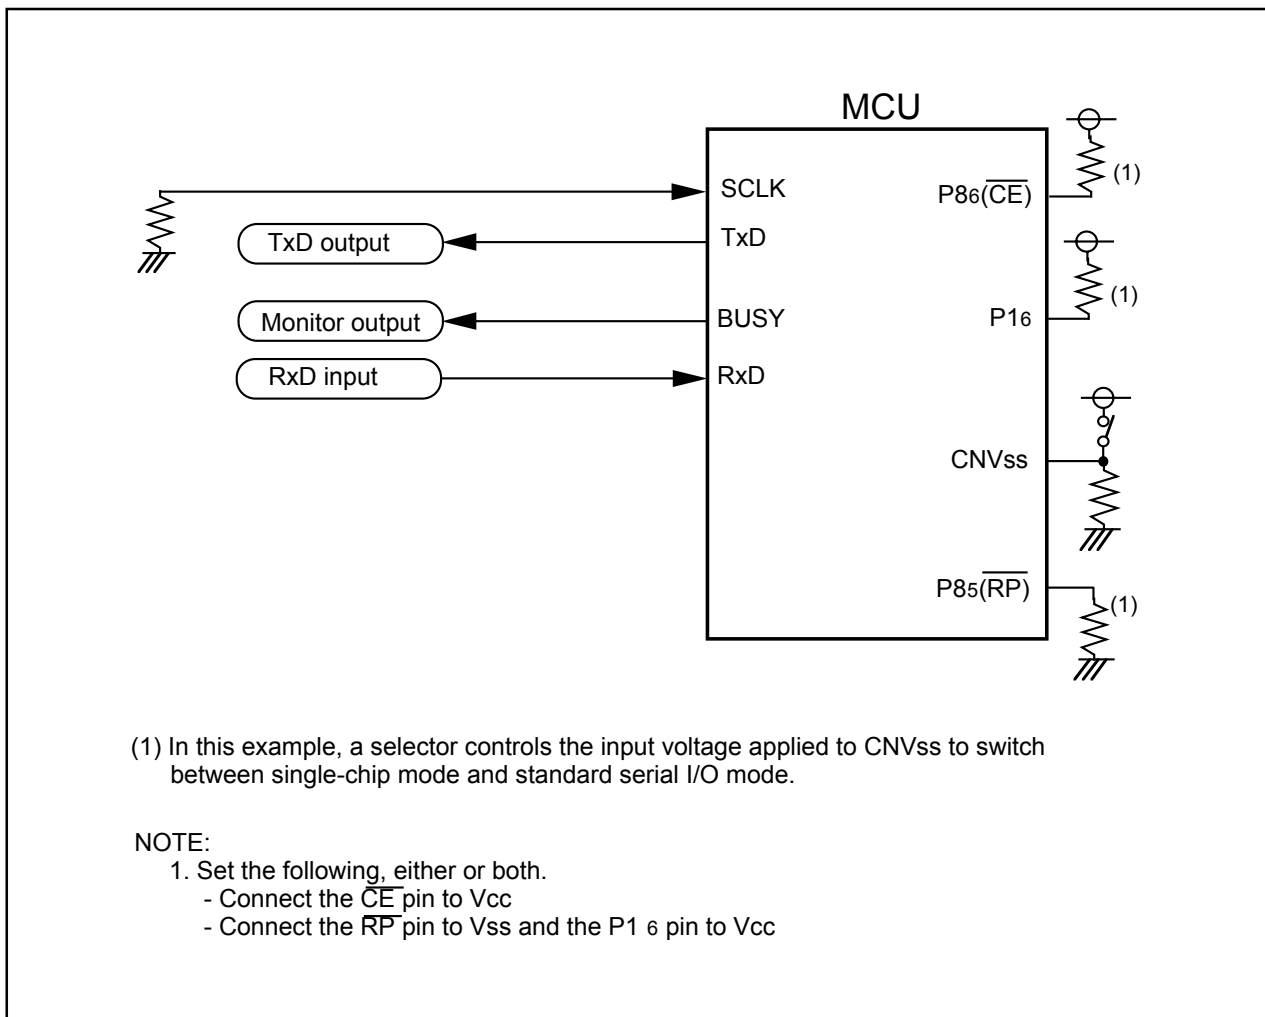 MCU
SCLK
P86(CE)
(1)
TxD output
TxD
Monitor output
BUSY
P16
(1)
RxD input
RxD
CNVss
P85(RP)
(1)
(1) In this example, a selector controls the input voltage applied to CNVss to switch
between single-chip mode and standard serial I/O mode.
NOTE:
1. Set the following, either or both.
- Connect the CE pin to Vcc
- Connect the RP pin to Vss and the P1 6 pin to Vcc